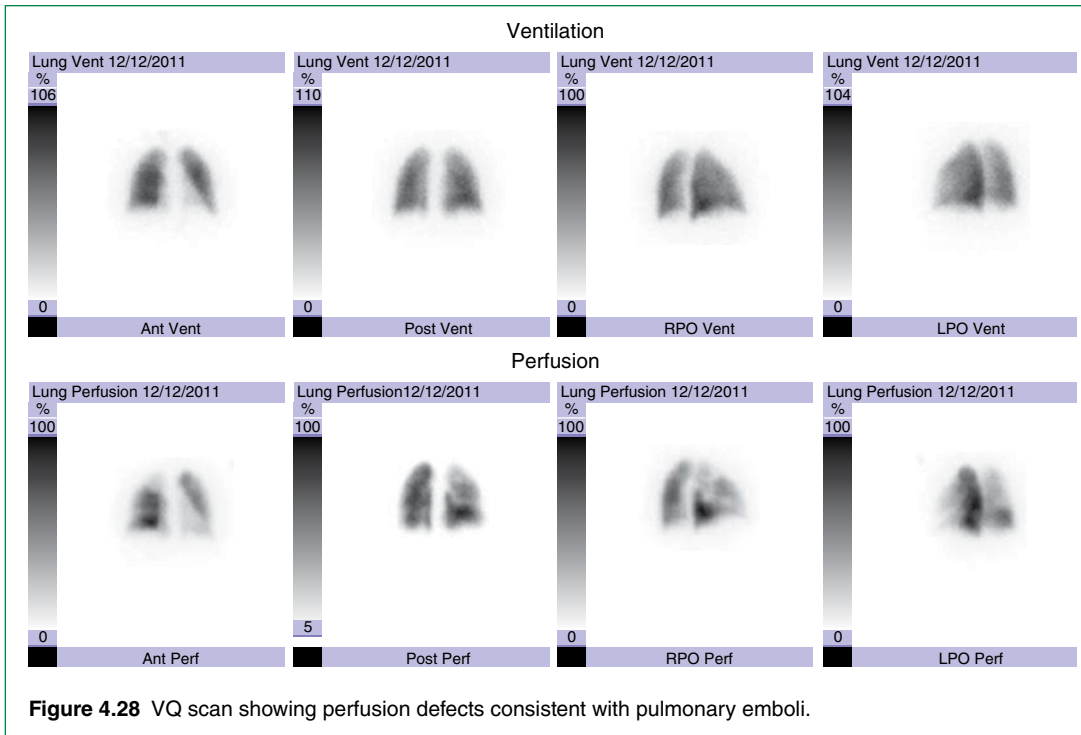 Ventilation
Lung Vent 12/12/2011 Lung Vent 12/12/2011 Lung Vent 12/12/2011 Lung Vent 12/12/2011
% % % %
106 110 100 104
0 0 0 0
Ant Vent Post Vent RPO Vent LPO Vent
Perfusion
Lung Perfusion 12/12/2011 Lung Perfusion12/12/2011 Lung Perfusion 12/12/2011 Lung Perfusion 12/12/2011
% % % %
100 100 100 100
0 5 0 0
Ant Perf Post Perf RPO Perf LPO Perf
Figure 4.28 VQ scan showing perfusion defects consistent with pulmonary emboli.